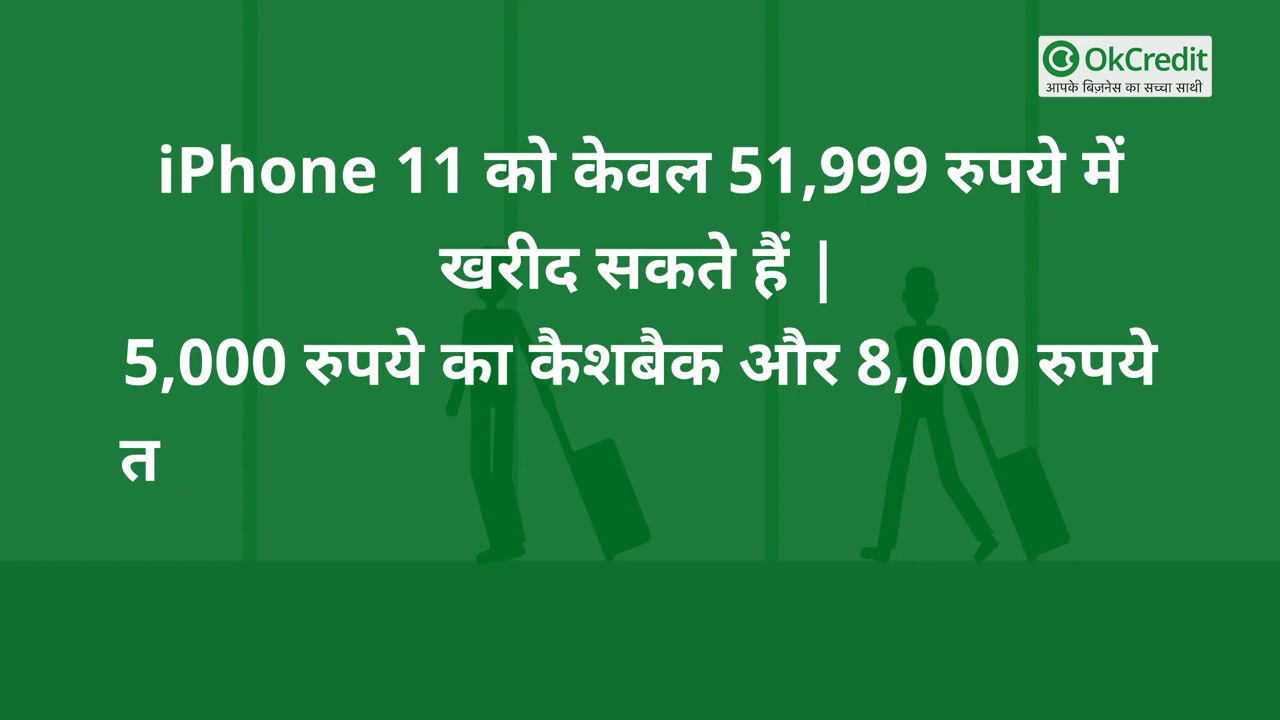 OkCredit
आपके बिज़नेस का सच्चा साथी
iPhone 11 को केवल 51,999 रुपये में
खरीद सकते हैं |
5,000 रुपये का कैशबैक और 8,000 रुपये
त